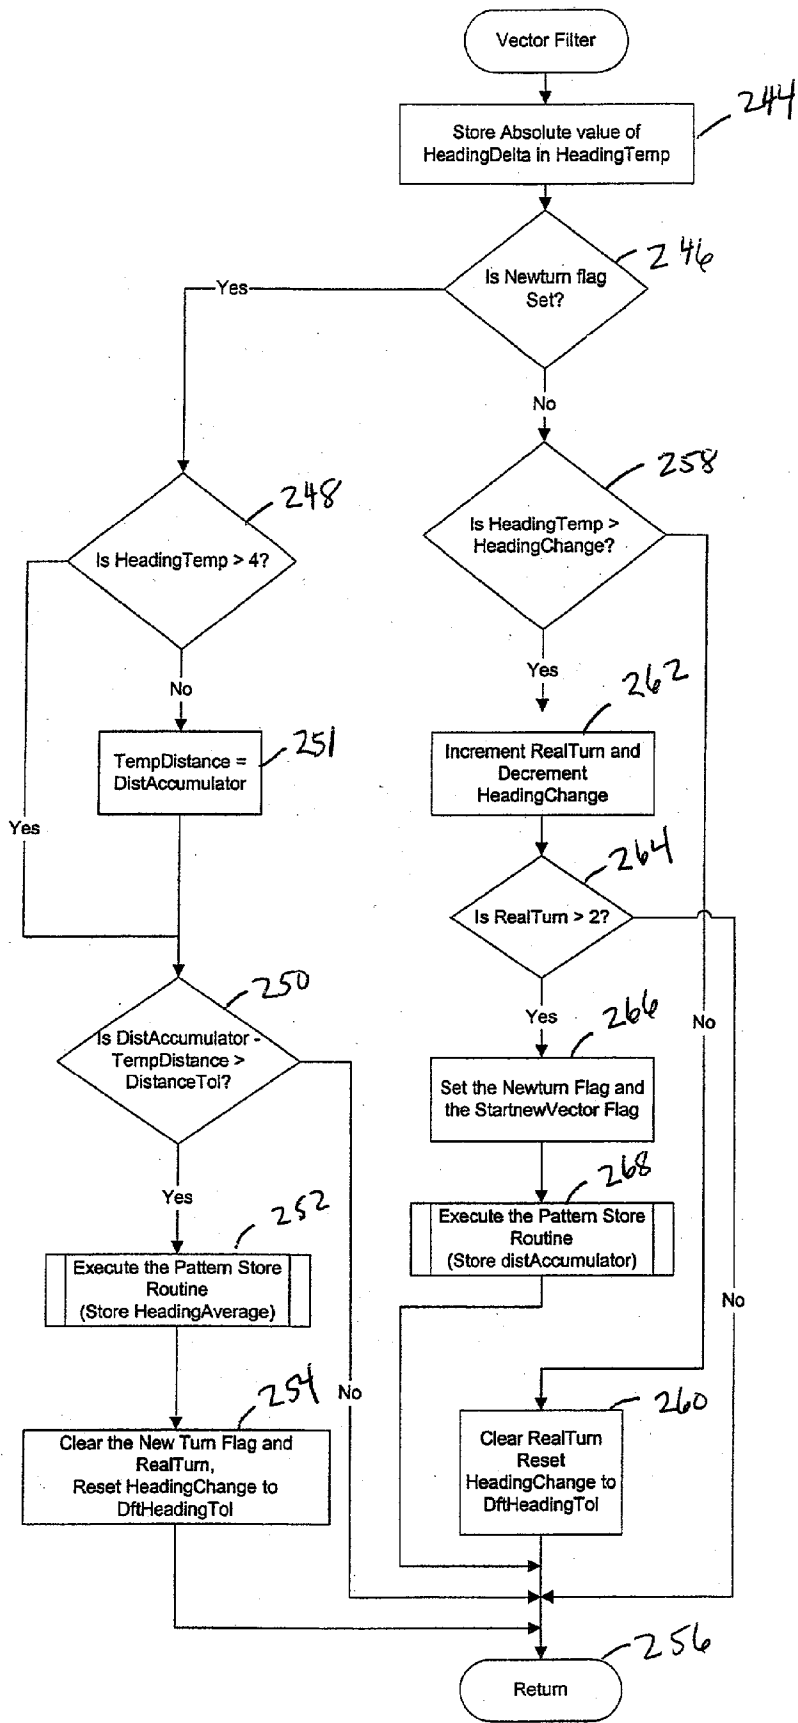 Vector Filter
244
Store Absolute value of
HeadingDelta in HeadingTemp
246
Is Newturn flag
Set?
Yes
No
248
Is HeadingTemp > 4?
258
Is HeadingTemp >
HeadingChange?
No
Yes
251
TempDistance =
DistAccumulator
262
Increment RealTurn and
Decrement
HeadingChange
Yes
264
Is RealTurn > 2?
250
Is DistAccumulator -
TempDistance >
DistanceTol?
Yes
266
No
Set the Newturn Flag and
the StartnewVector Flag
Yes
252
Execute the Pattern Store
Routine
(Store HeadingAverage)
268
Execute the Pattern Store
Routine
(Store distAccumulator)
No
No
254
Clear the New Turn Flag and
RealTurn,
Reset HeadingChange to
DftHeadingTol
260
Clear RealTurn
Reset
HeadingChange to
DftHeadingTol
256
Return